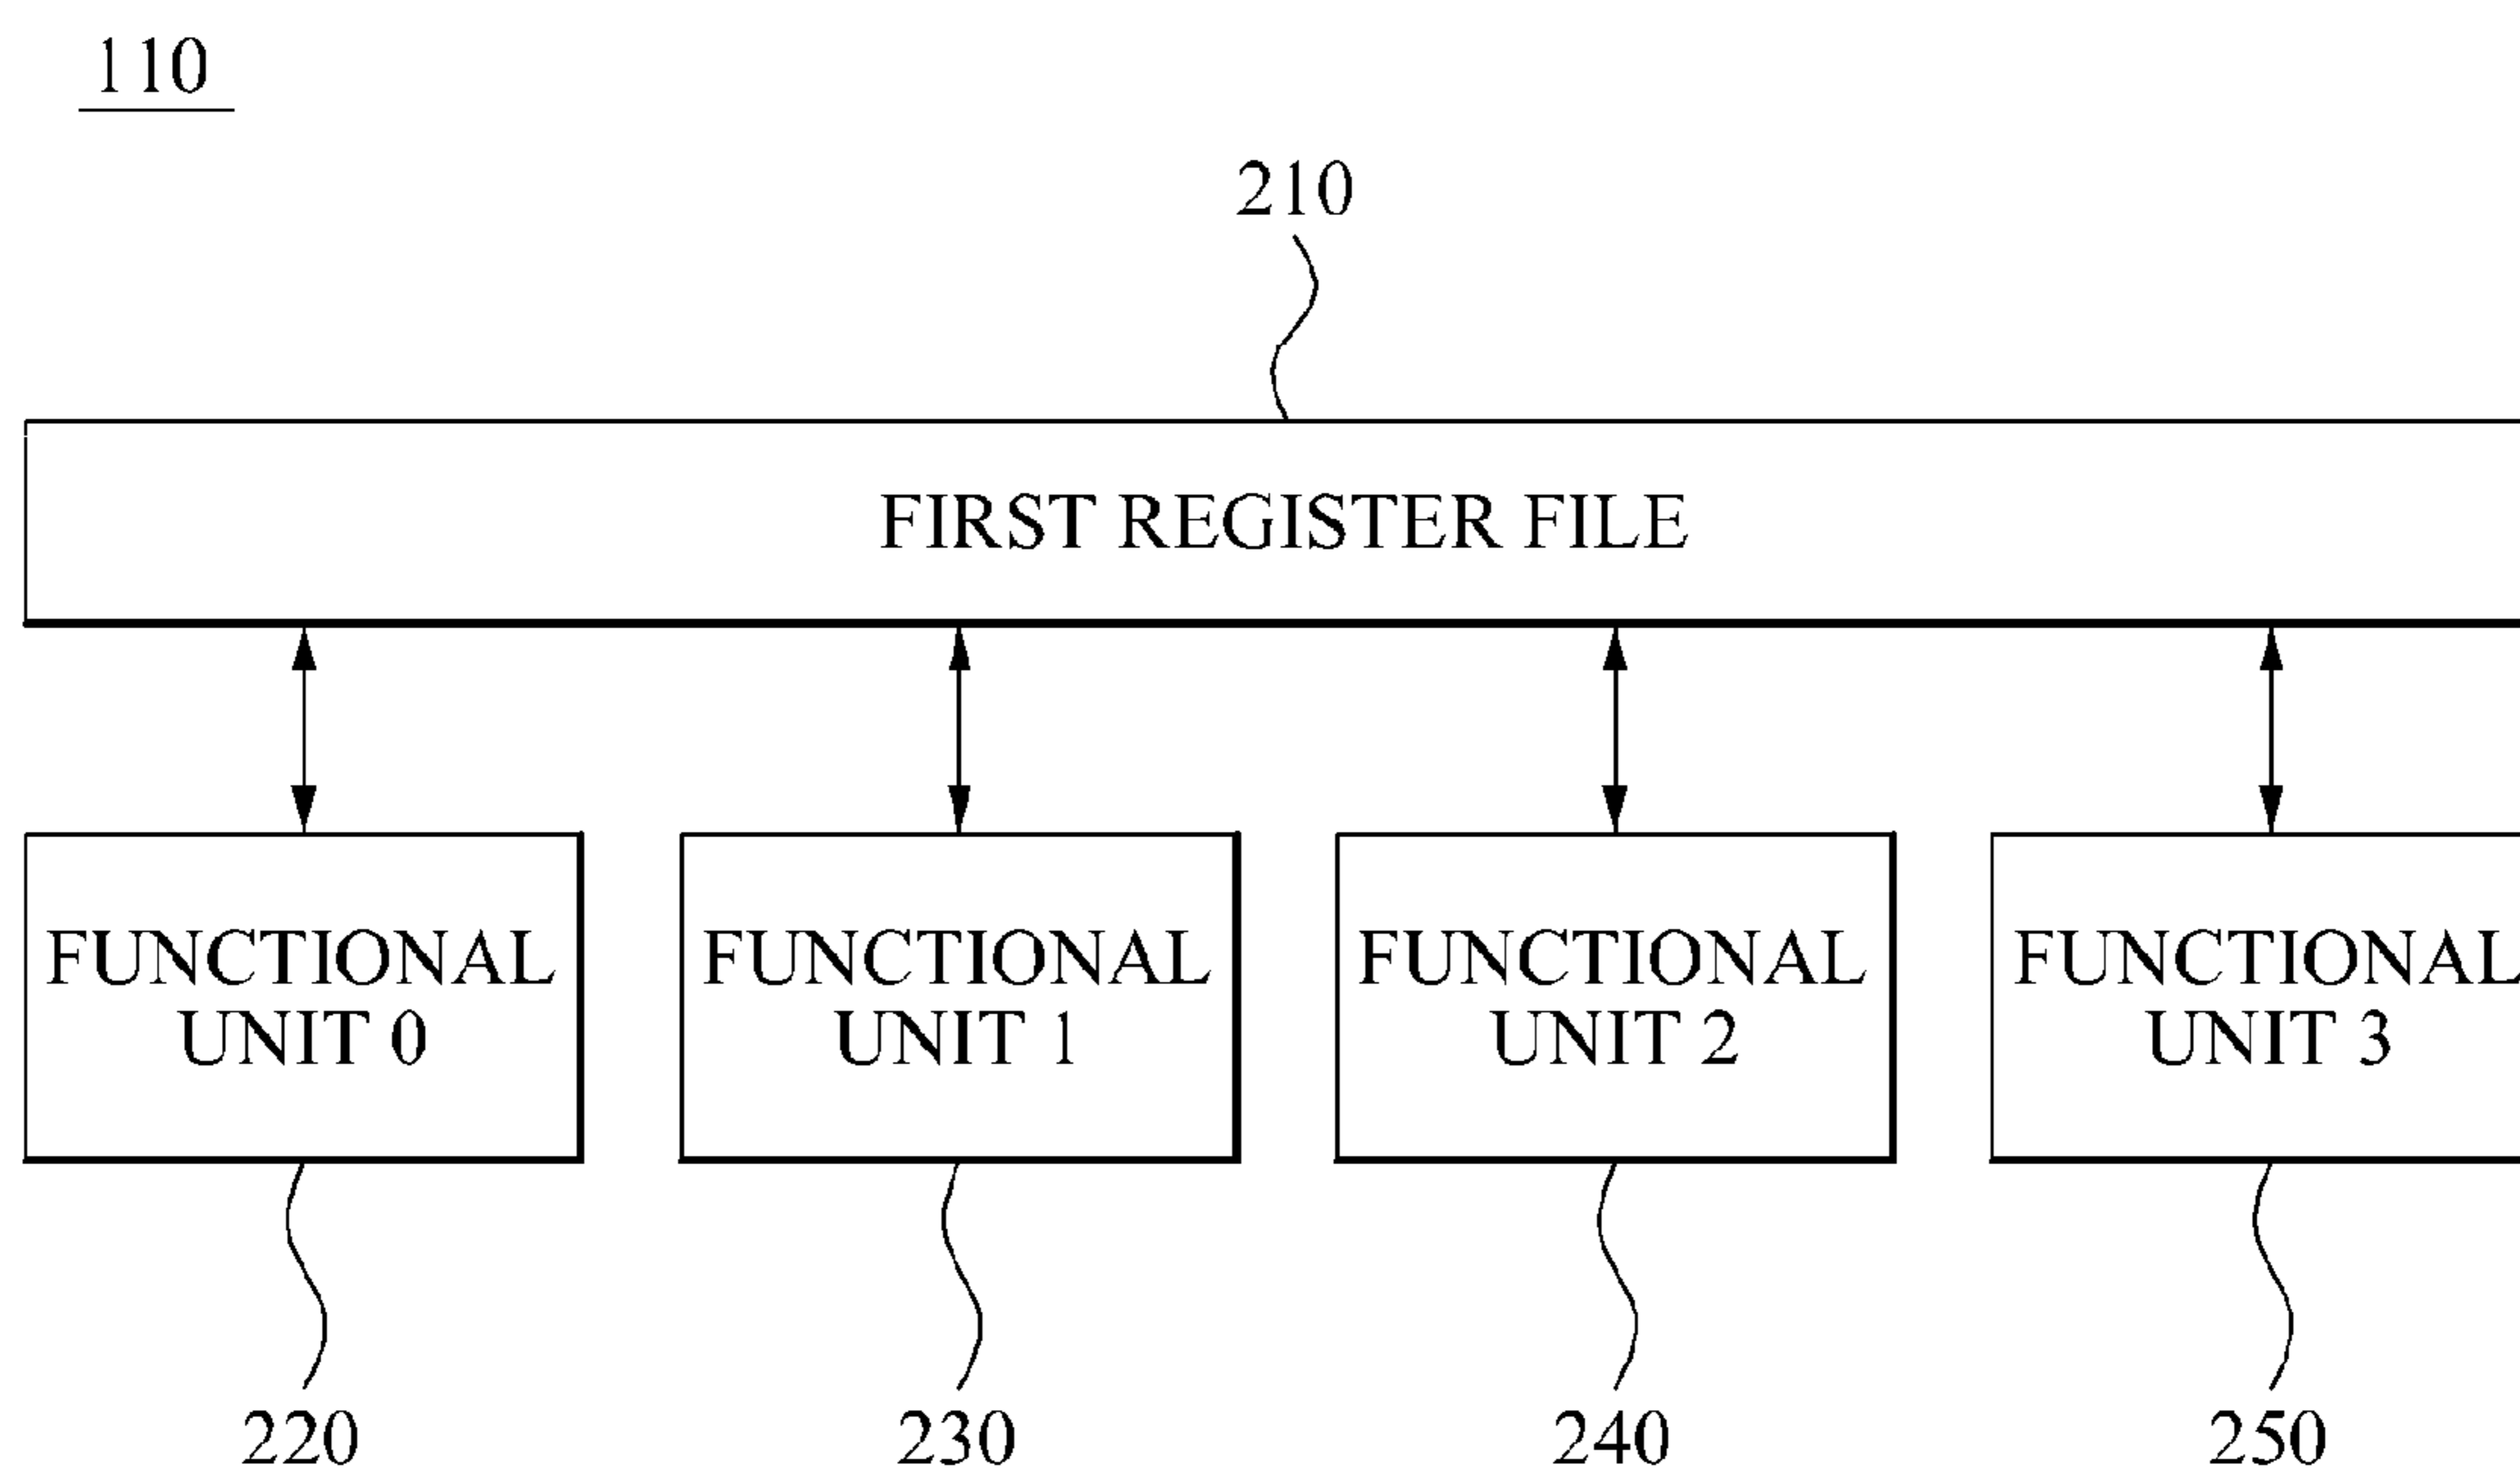 110
210
FIRST REGISTER FILE
FUNCTIONAL
UNIT 0
FUNCTIONAL
UNIT 1
FUNCTIONAL
UNIT 2
FUNCTIONAL
UNIT 3
220
230
240
250